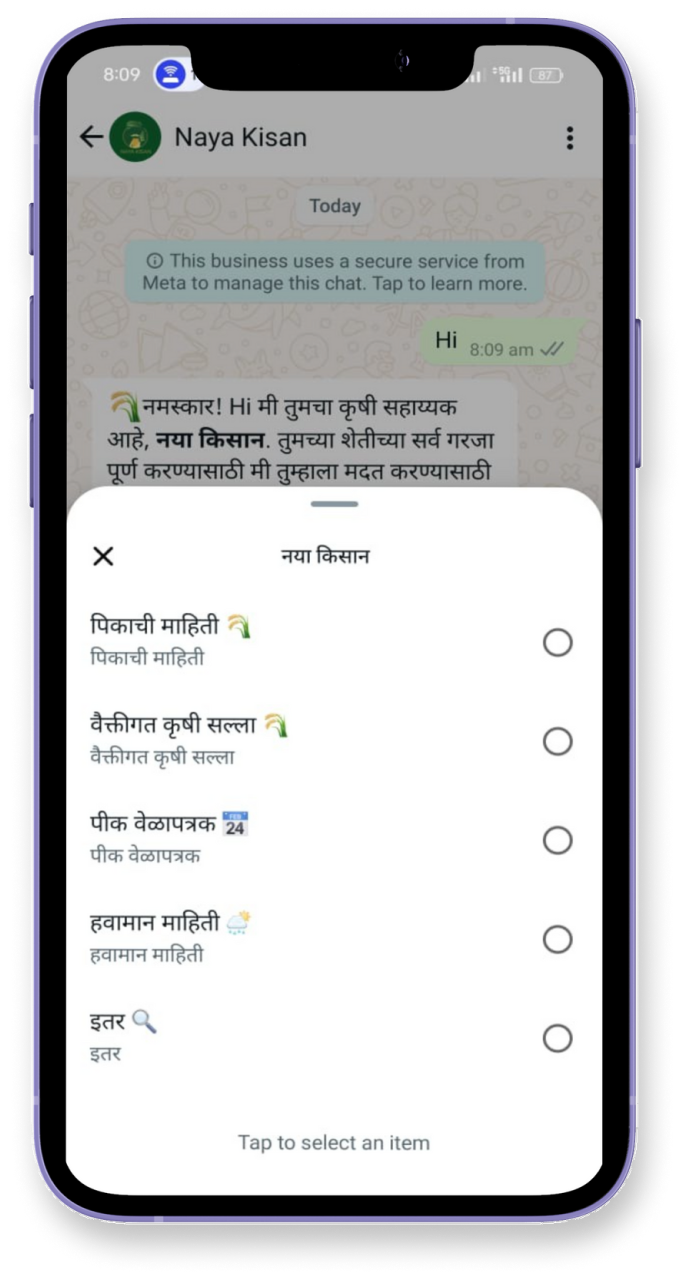 8:09
87
Naya Kisan
Today
This business uses a secure service from
Meta to manage this chat. Tap to learn more.
Hi 8:09 am
नमस्कार! Hi मी तुमचा कृषी सहाय्यक
आहे, नया किसान. तुमच्या शेतीच्या सर्व गरजा
पूर्ण करण्यासाठी मी तुम्हाला मदत करण्यासाठी
नया किसान
पिकाची माहिती
पिकाची माहिती
वैक्तीगत कृषी सल्ला
वैक्तीगत कृषी सल्ला
पीक वेळापत्रक
पीक वेळापत्रक
हवामान माहिती
हवामान माहिती
इतर
इतर
Tap to select an item